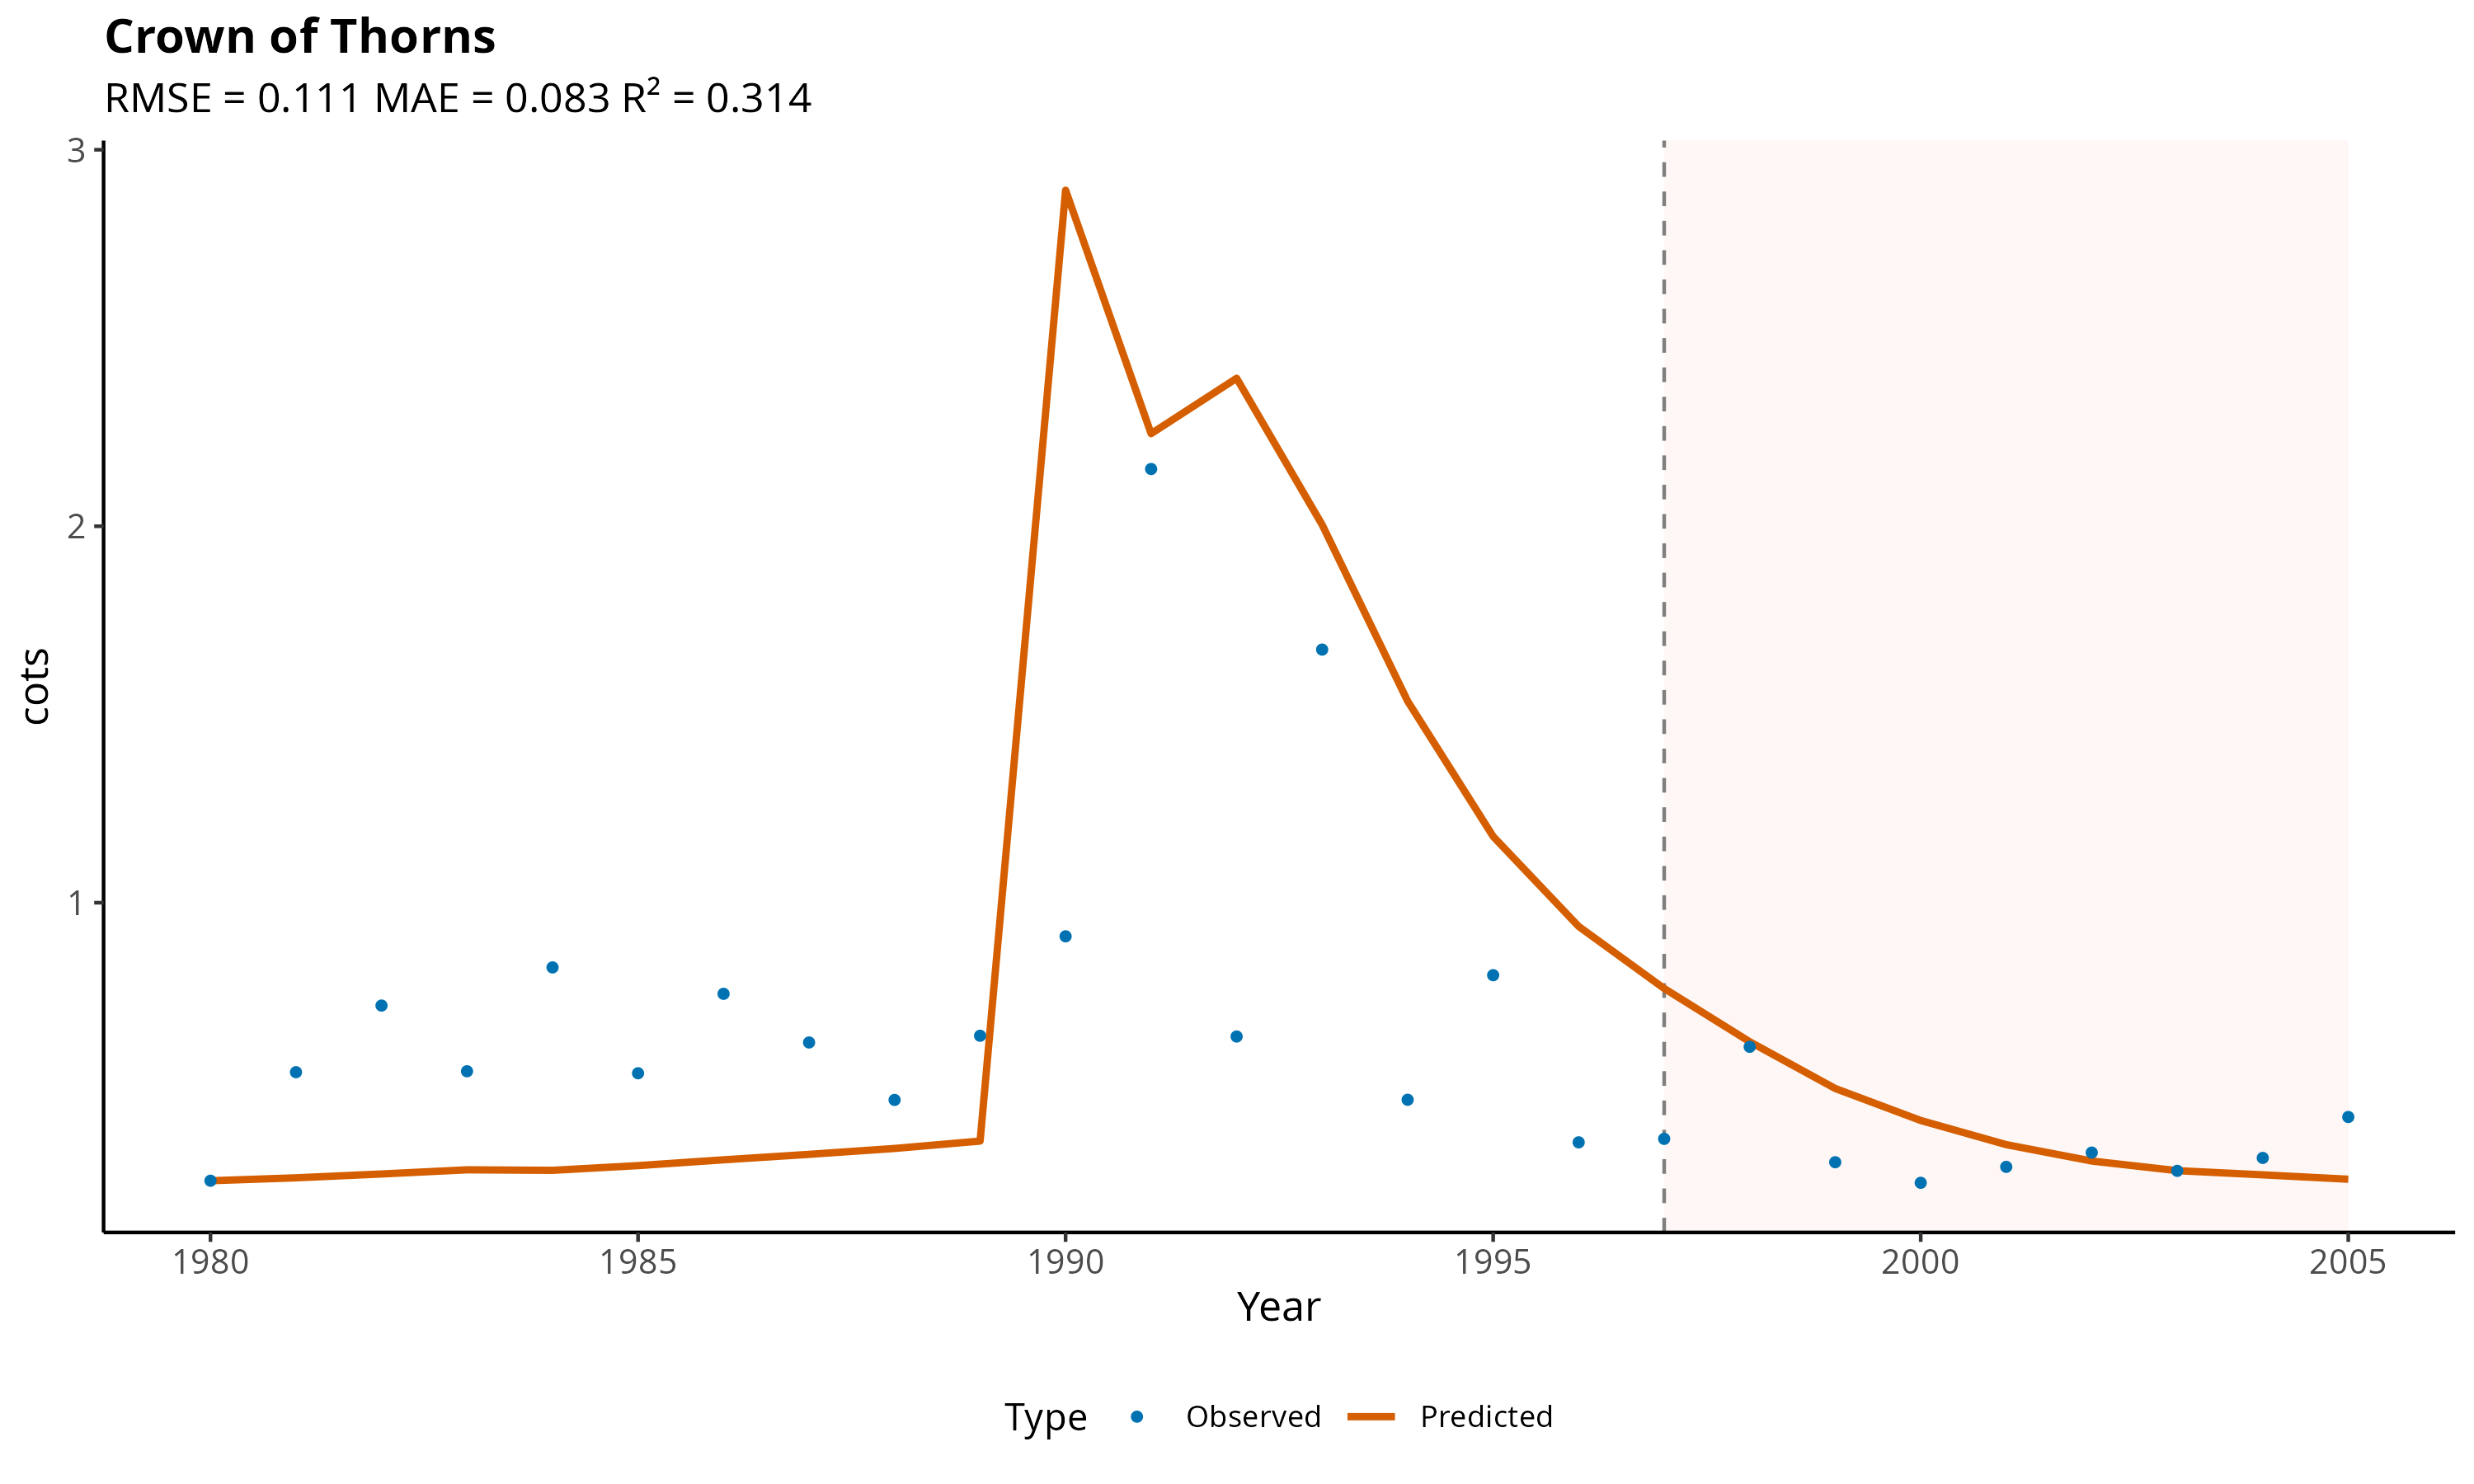 Crown of Thorns
RMSE = 0.111 MAE = 0.083 R² = 0.314
3
2
1
cots
1980 1985 1990 1995 2000 2005
Year
Type Observed Predicted